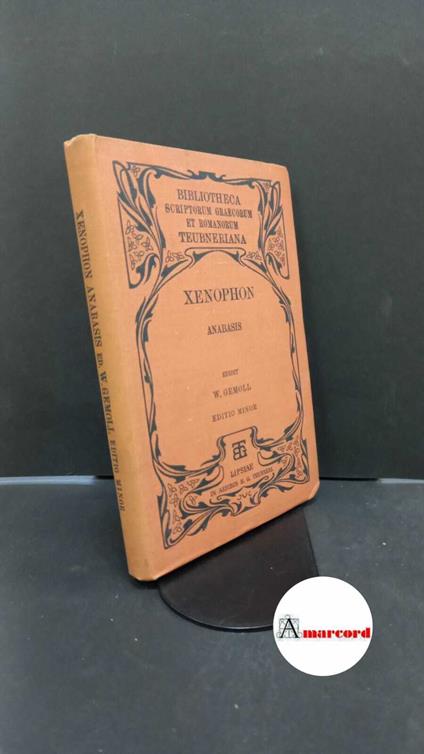 XENOPHON ANABASIS ED. W. GEMOLL EDITIO MINOR
BIBLIOTHECA
SCRIPTORUM GRAECORUM
ET ROMANORUM
TEUBNERIANA
XENOPHON
ANABASIS
EDIDIT
W. GEMOLL
EDITIO MINOR
BGT
LIPSIAE
IN AEDIBUS B. G. TEUBNERI
Amarcord